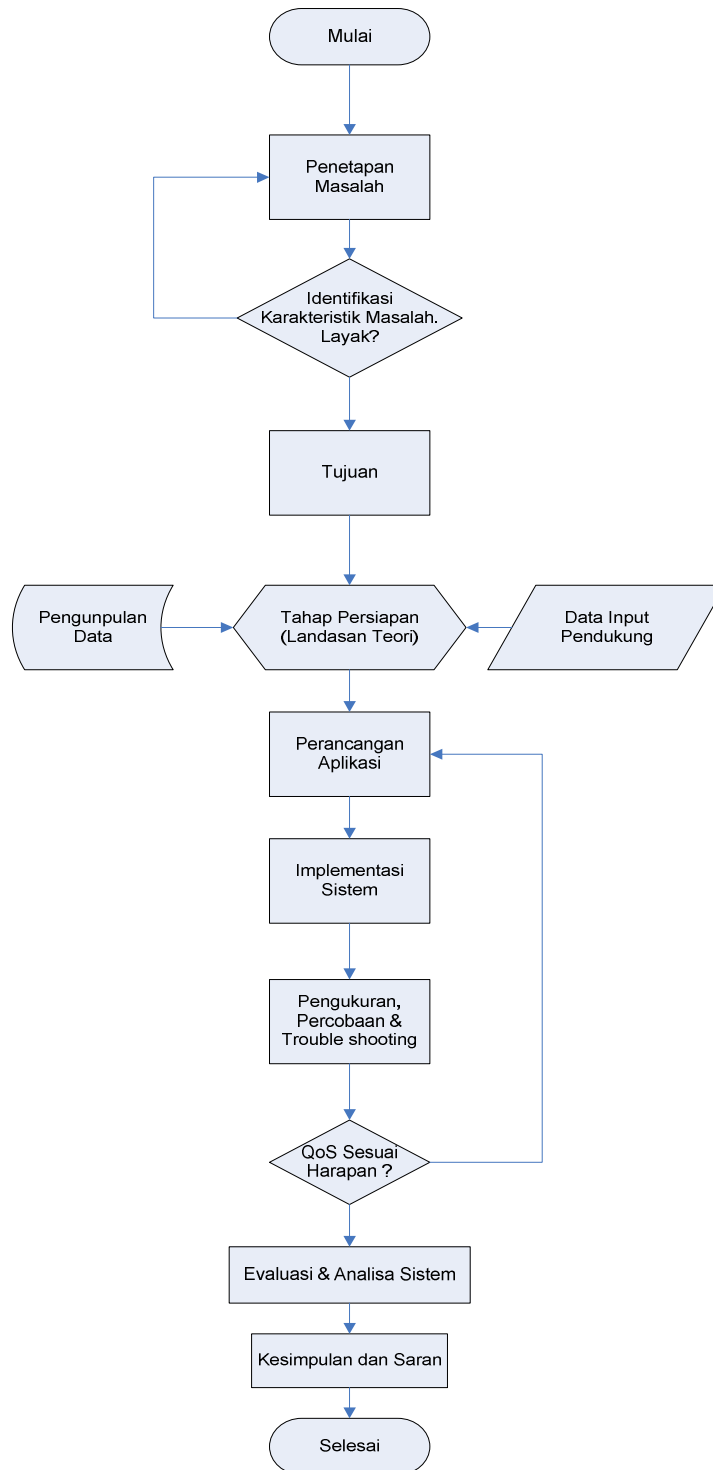 Mulai
Penetapan
Masalah
Identifikasi
Karakteristik Masalah.
Layak?
Tujuan
Pengunpulan
Data
Tahap Persiapan
(Landasan Teori)
Data Input
Pendukung
Perancangan
Aplikasi
Implementasi
Sistem
Pengukuran,
Percobaan &
Trouble shooting
QoS Sesuai
Harapan ?
Evaluasi & Analisa Sistem
Kesimpulan dan Saran
Selesai